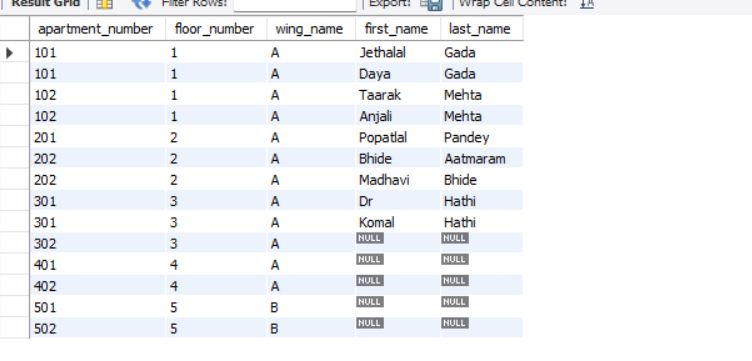 Result Grid Filter Rows: Export: Wrap Cell Content: IA
apartment_number floor_number wing_name first_name last_name
101 1 A Jethalal Gada
101 1 A Daya Gada
102 1 A Taarak Mehta
102 1 A Anjali Mehta
201 2 A Popatlal Pandey
202 2 A Bhide Aatmaram
202 2 A Madhavi Bhide
301 3 A Dr Hathi
301 3 A Komal Hathi
302 3 A NULL NULL
401 4 A NULL NULL
402 4 A NULL NULL
501 5 B NULL NULL
502 5 B NULL NULL